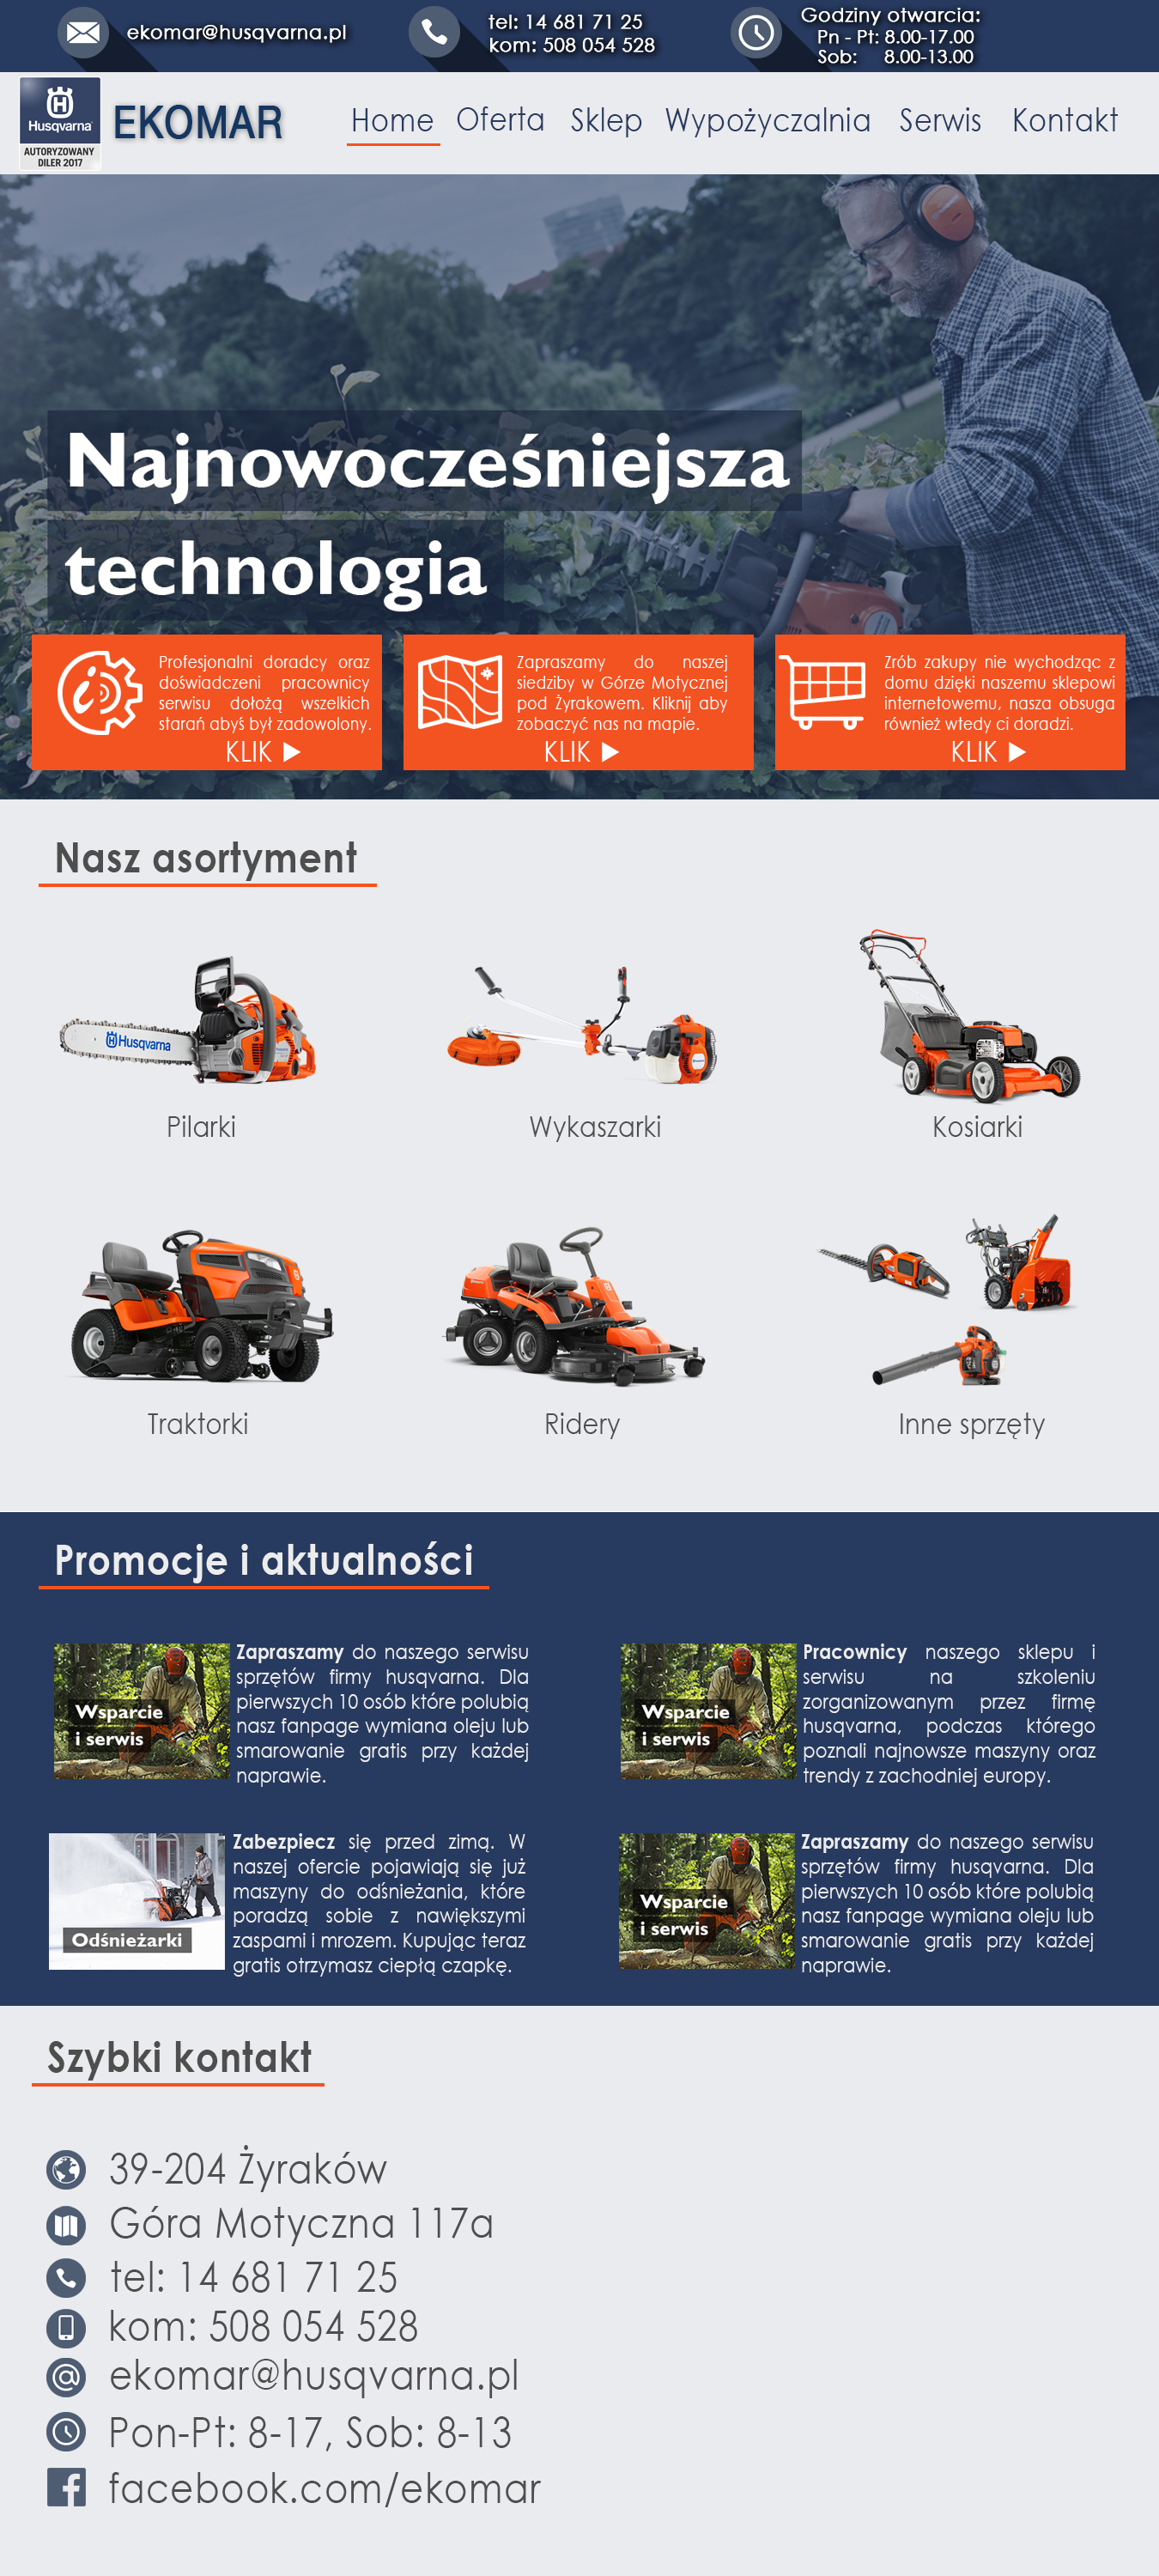 ekomar@husqvarna.pl
tel: 14 681 71 25
kom: 508 054 528
Godziny otwarcia:
Pn - Pt: 8.00-17.00
Sob: 8.00-13.00
Husqvarna
AUTORYZOWANY
DILER 2017
EKOMAR
Home Oferta Sklep Wypożyczalnia Serwis Kontakt
Najnowocześniejsza
technologia
Profesjonalni doradcy oraz
doświadczeni pracownicy
serwisu dołożą wszelkich
starań abyś był zadowolony.
KLIK
Zapraszamy do naszej
siedziby w Górze Motycznej
pod Żyrakowem. Kliknij aby
zobaczyć nas na mapie.
KLIK
Zrób zakupy nie wychodząc z
domu dzięki naszemu sklepowi
internetowemu, nasza obsuga
również wtedy ci doradzi.
KLIK
Nasz asortyment
Husqvarna
Pilarki
Wykaszarki
Kosiarki
Traktorki
Ridery
Inne sprzęty
Promocje i aktualności
Wsparcie
i serwis
Zapraszamy do naszego serwisu
sprzętów firmy husqvarna. Dla
pierwszych 10 osób które polubią
nasz fanpage wymiana oleju lub
smarowanie gratis przy każdej
naprawie.
Wsparcie
i serwis
Pracownicy naszego sklepu i
serwisu na szkoleniu
zorganizowanym przez firmę
husqvarna, podczas którego
poznali najnowsze maszyny oraz
trendy z zachodniej europy.
Odśnieżarki
Zabezpiecz się przed zimą. W
naszej ofercie pojawiają się już
maszyny do odśnieżania, które
poradzą sobie z nawiększymi
zaspami i mrozem. Kupując teraz
gratis otrzymasz ciepłą czapkę.
Wsparcie
i serwis
Zapraszamy do naszego serwisu
sprzętów firmy husqvarna. Dla
pierwszych 10 osób które polubią
nasz fanpage wymiana oleju lub
smarowanie gratis przy każdej
naprawie.
Szybki kontakt
39-204 Żyraków
Góra Motyczna 117a
tel: 14 681 71 25
kom: 508 054 528
ekomar@husqvarna.pl
Pon-Pt: 8-17, Sob: 8-13
facebook.com/ekomar